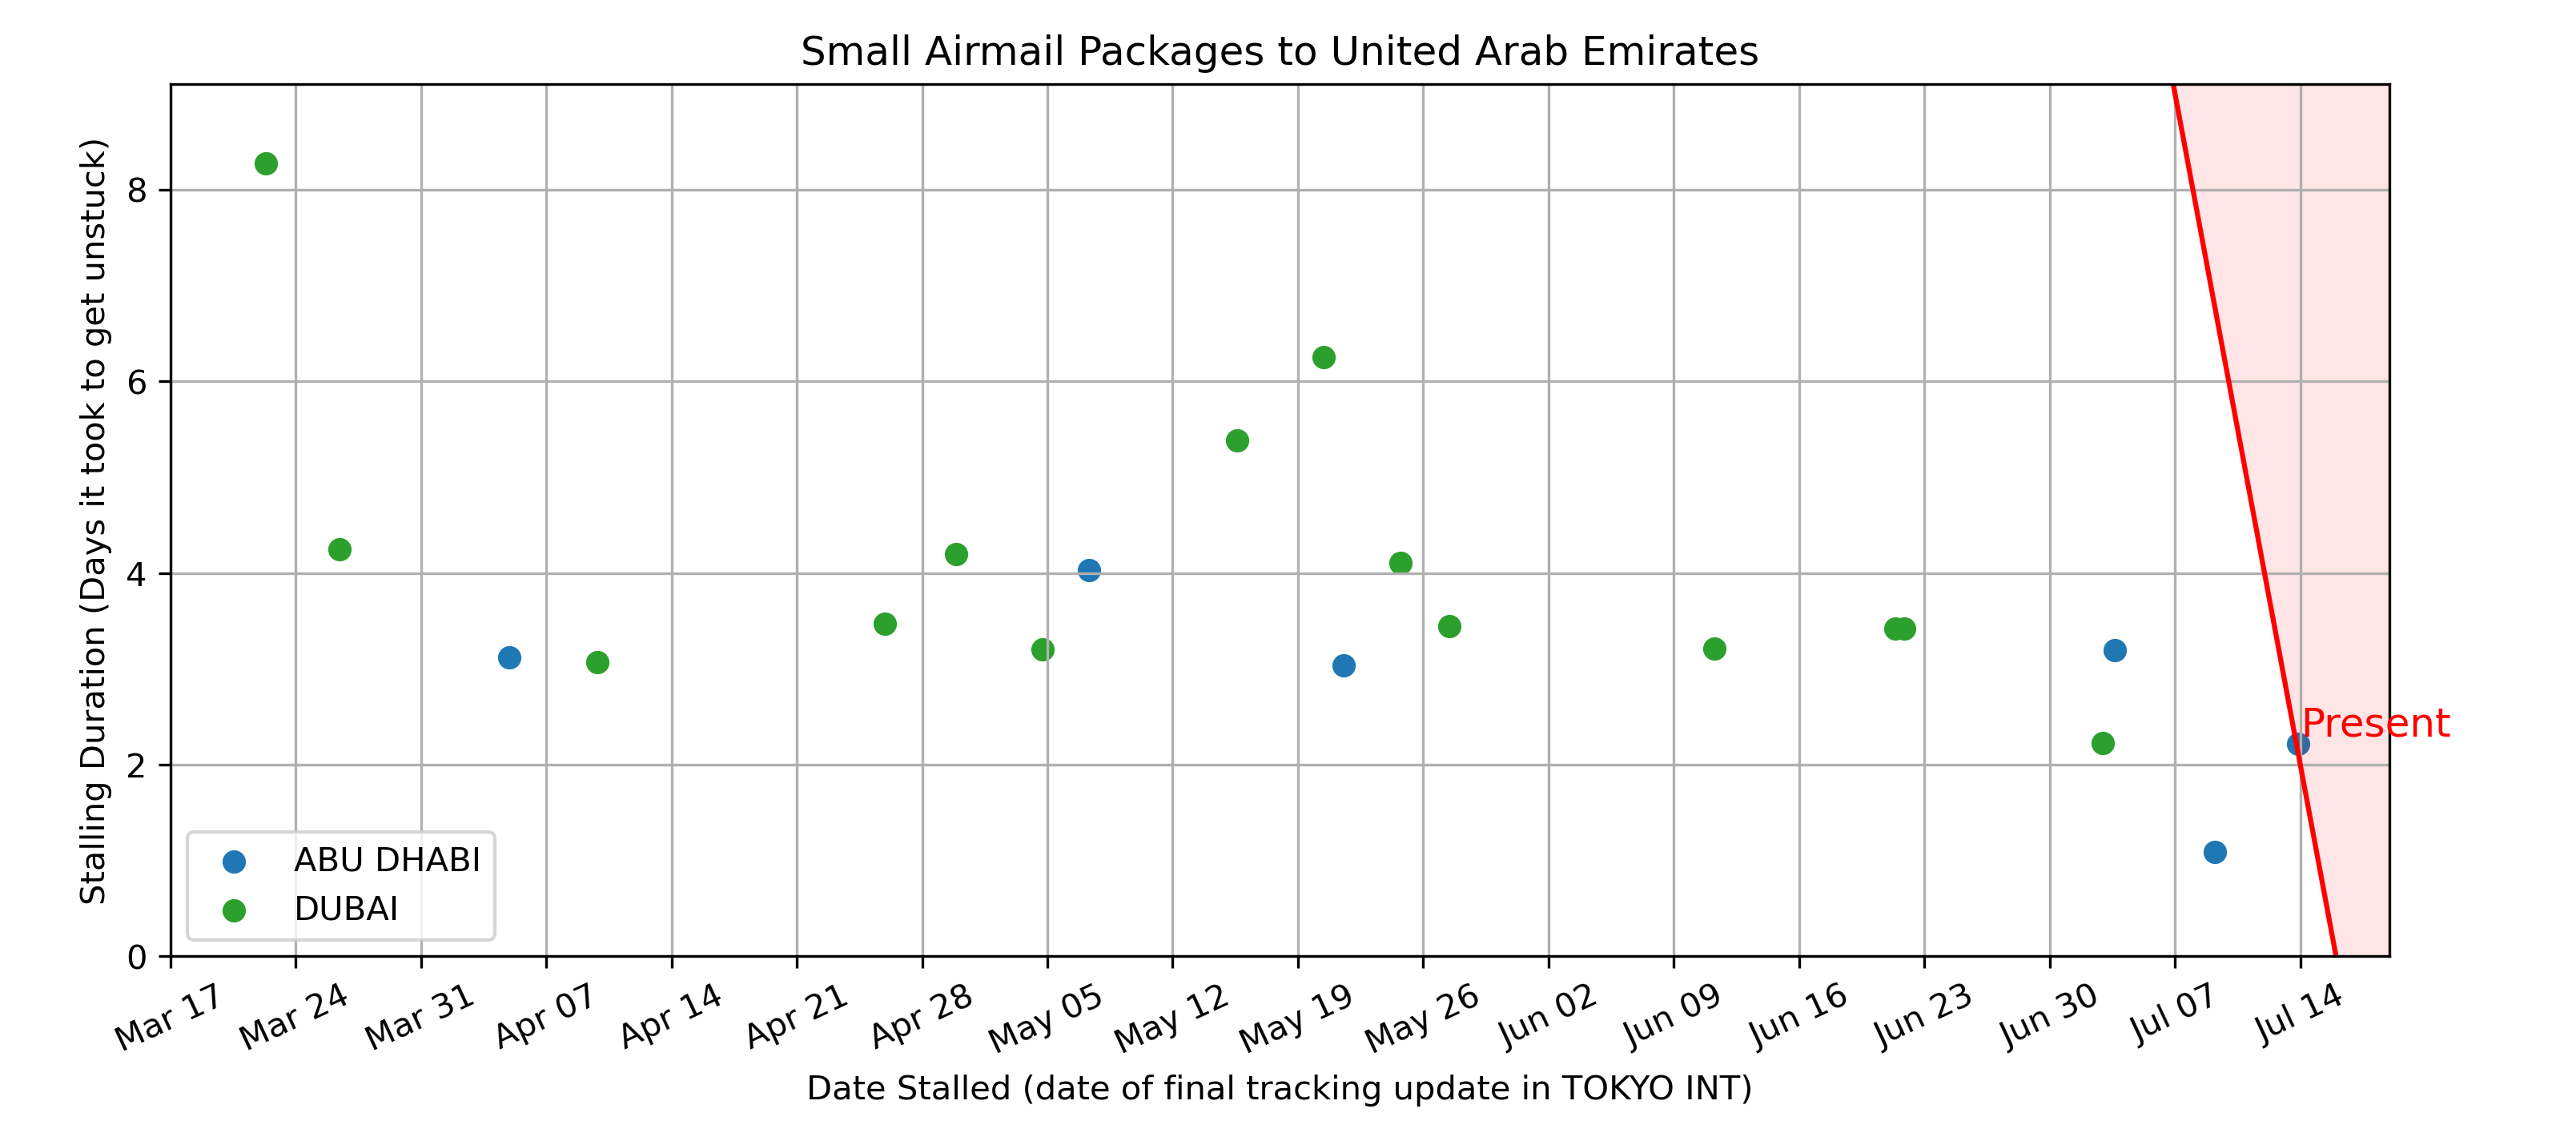 Small Airmail Packages to United Arab Emirates
Stalling Duration (Days it took to get unstuck)
8
6
4
2
0
Present
ABU DHABI
DUBAI
Mar 17
Mar 24
Mar 31
Apr 07
Apr 14
Apr 21
Apr 28
May 05
May 12
May 19
May 26
Jun 02
Jun 09
Jun 16
Jun 23
Jun 30
Jul 07
Jul 14
Date Stalled (date of final tracking update in TOKYO INT)